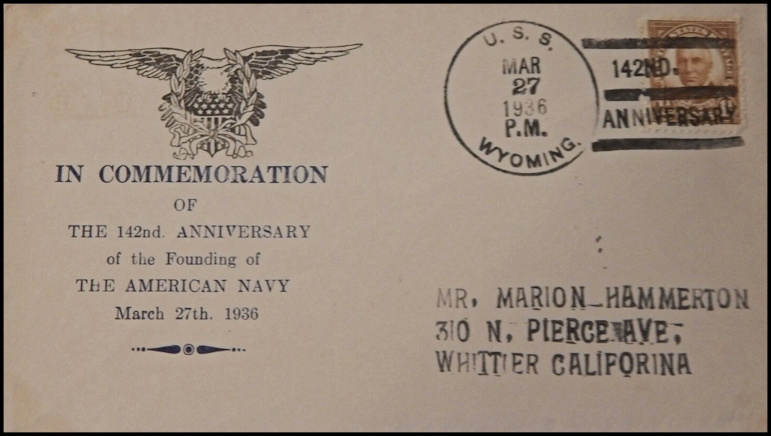 IN COMMEMORATION
OF
THE 142nd. ANNIVERSARY
of the Founding of
THE AMERICAN NAVY
March 27th. 1936
U. S. S.
MAR
27
1936
P.M.
WYOMING.
142ND.
ANNIVERSARY
MR. MARION HAMMERTON
310 N. PIERCE AVE,
WHITTIER CALIFORINA